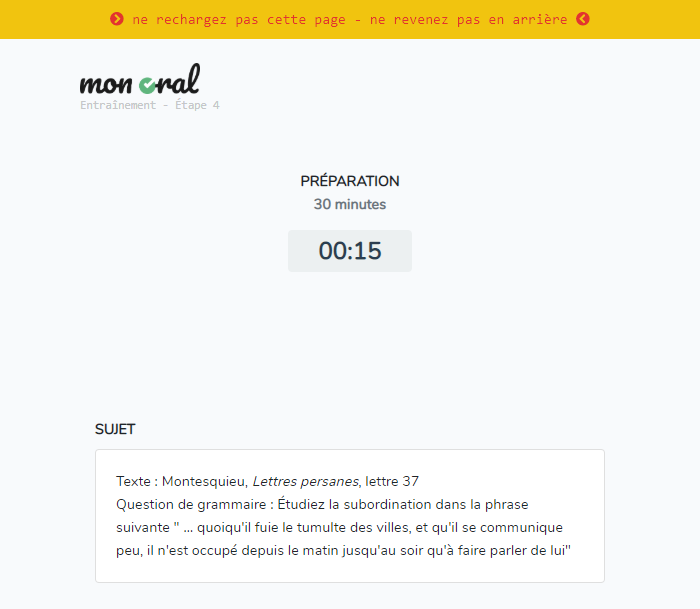 ne rechargez pas cette page - ne revenez pas en arrière
mon oral
Entraînement - Étape 4
PRÉPARATION
30 minutes
00:15
SUJET
Texte : Montesquieu, Lettres persanes, lettre 37
Question de grammaire : Étudiez la subordination dans la phrase
suivante " ... quoiqu'il fuie le tumulte des villes, et qu'il se communique
peu, il n'est occupé depuis le matin jusqu'au soir qu'à faire parler de lui"